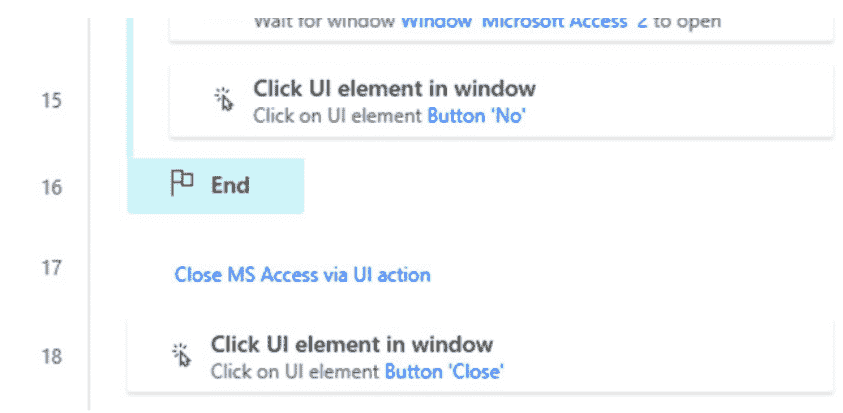 Wait for window Window 'Microsoft Access' 2 to open
15
Click UI element in window
Click on UI element Button 'No'
16
End
17
Close MS Access via UI action
18
Click UI element in window
Click on UI element Button 'Close'